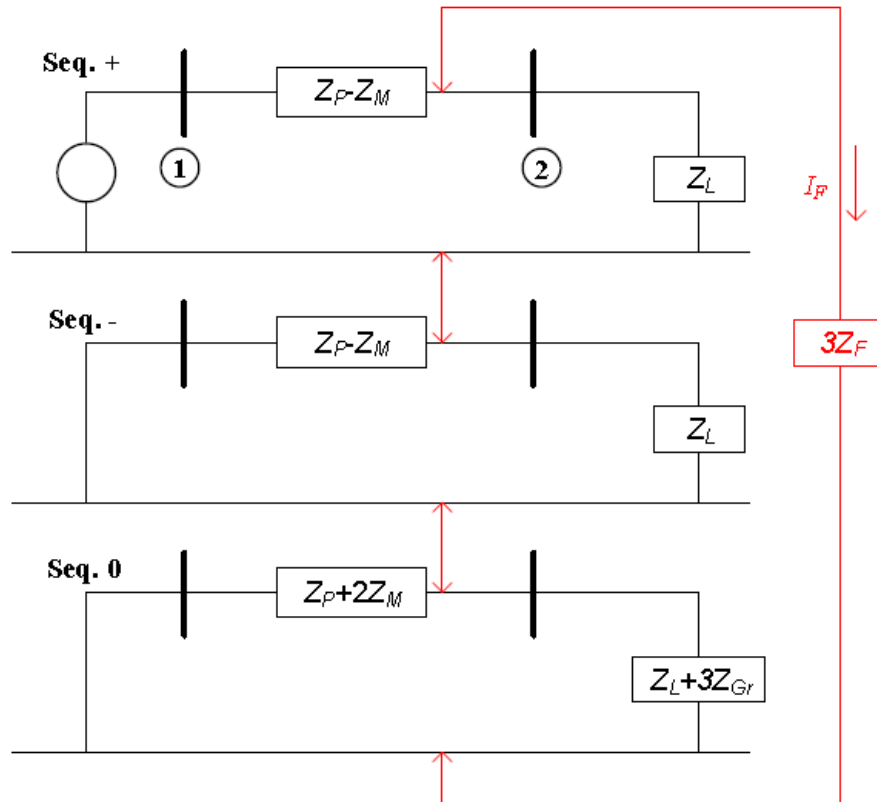 Seq. +
Z_P-Z_M
1
2
Z_L
I_F
Seq. -
Z_P-Z_M
3Z_F
Z_L
Seq. 0
Z_P+2Z_M
Z_L+3Z_Gr